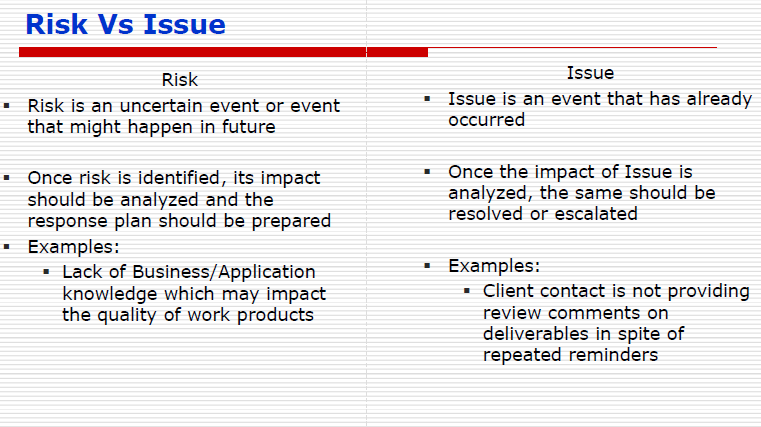 Risk Vs Issue
Risk
▪ Risk is an uncertain event or event
that might happen in future
▪ Once risk is identified, its impact
should be analyzed and the
response plan should be prepared
▪ Examples:
▪ Lack of Business/Application
knowledge which may impact
the quality of work products
Issue
▪ Issue is an event that has already
occurred
▪ Once the impact of Issue is
analyzed, the same should be
resolved or escalated
▪ Examples:
▪ Client contact is not providing
review comments on
deliverables in spite of
repeated reminders